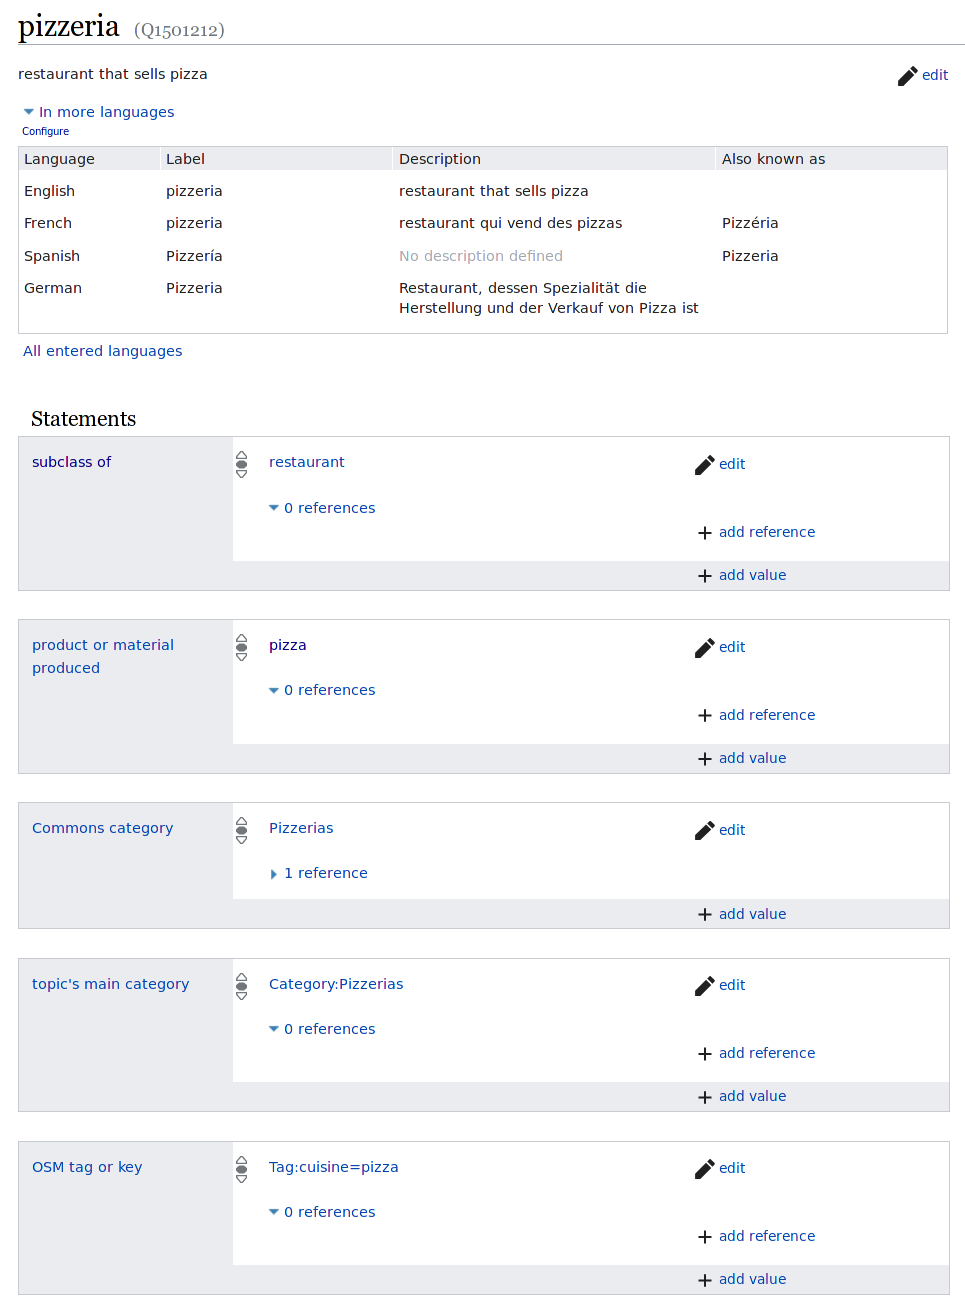 pizzeria (Q1501212)
restaurant that sells pizza
edit
In more languages
Configure
Language Label Description Also known as
English pizzeria restaurant that sells pizza
French pizzeria restaurant qui vend des pizzas Pizzéria
Spanish Pizzería No description defined Pizzeria
German Pizzeria Restaurant, dessen Spezialität die
Herstellung und der Verkauf von Pizza ist
All entered languages
Statements
subclass of restaurant edit
0 references
add reference
add value
product or material pizza edit
produced
0 references
add reference
add value
Commons category Pizzerias edit
1 reference
add value
topic's main category Category:Pizzerias edit
0 references
add reference
add value
OSM tag or key Tag:cuisine=pizza edit
0 references
add reference
add value